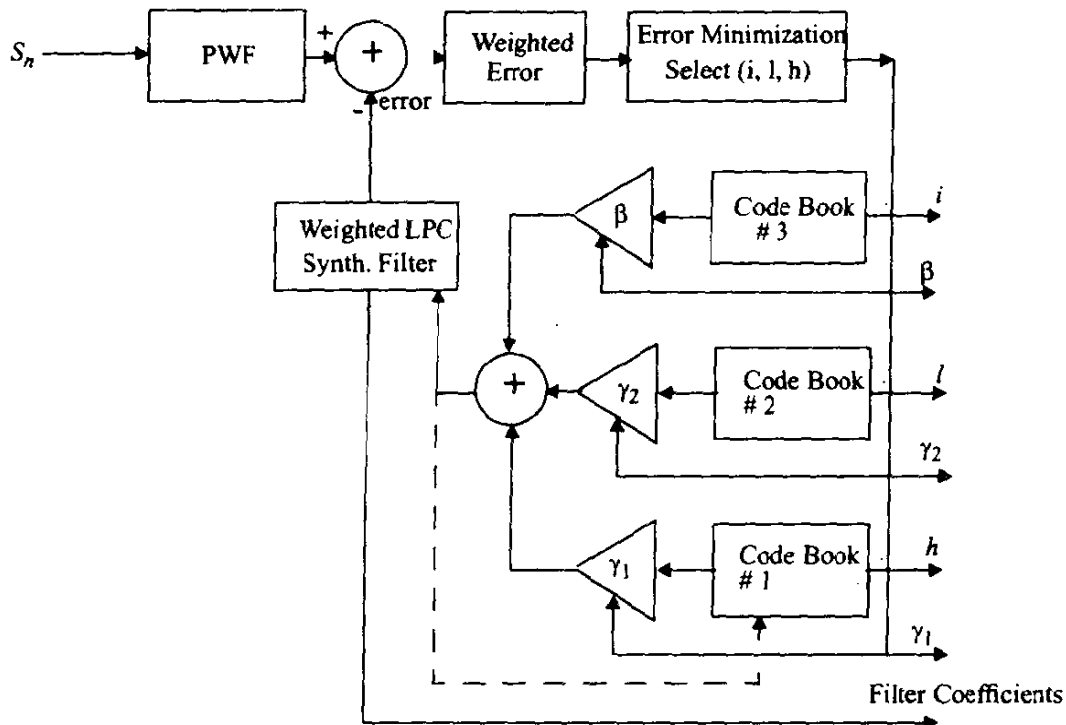 S_n
PWF
+
+
- error
Weighted
Error
Error Minimization
Select (i, l, h)
Weighted LPC
Synth. Filter
β
Code Book
# 3
i
β
+
γ2
Code Book
# 2
l
γ2
γ1
Code Book
# 1
h
γ1
Filter Coefficients